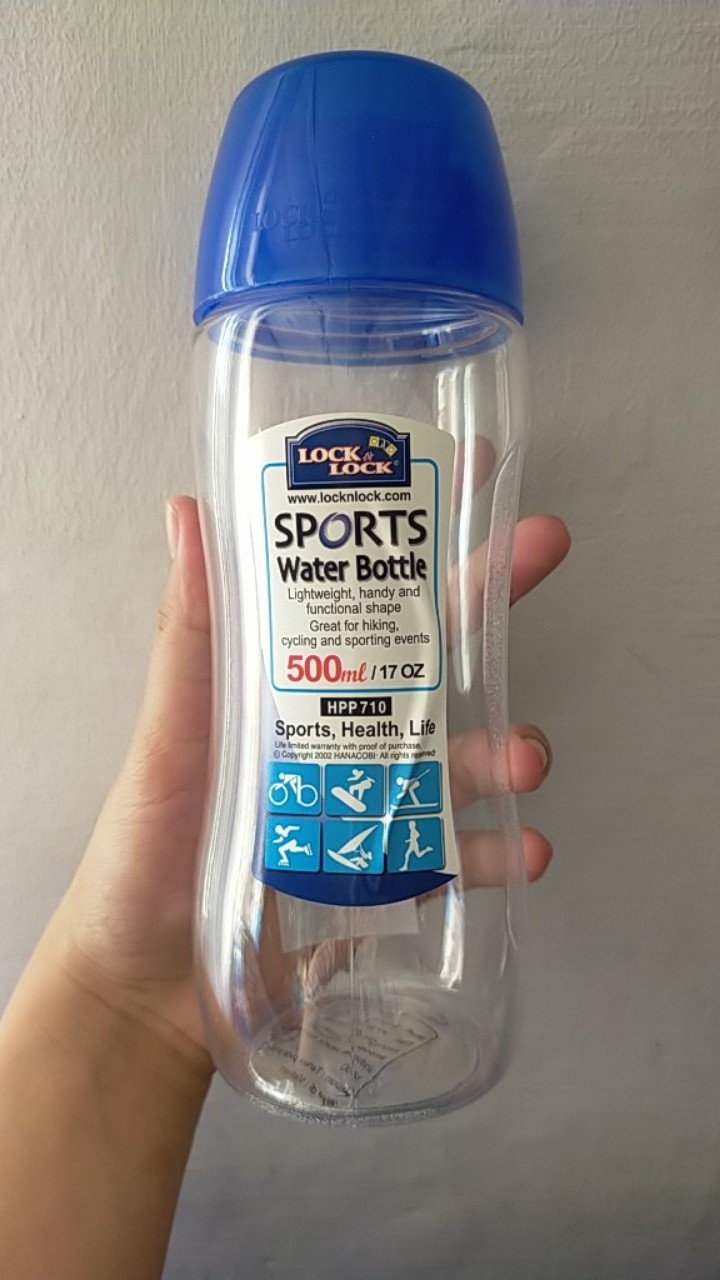 LOCK & LOCK
LOCK & LOCK®
www.locknlock.com
SPORTS
Water Bottle
Lightweight, handy and
functional shape
Great for hiking,
cycling and sporting events
500ml / 17 OZ
HPP710
Sports, Health, Life
Life limited warranty with proof of purchase.
© Copyright 2002 HANACOBI· All rights reserved·